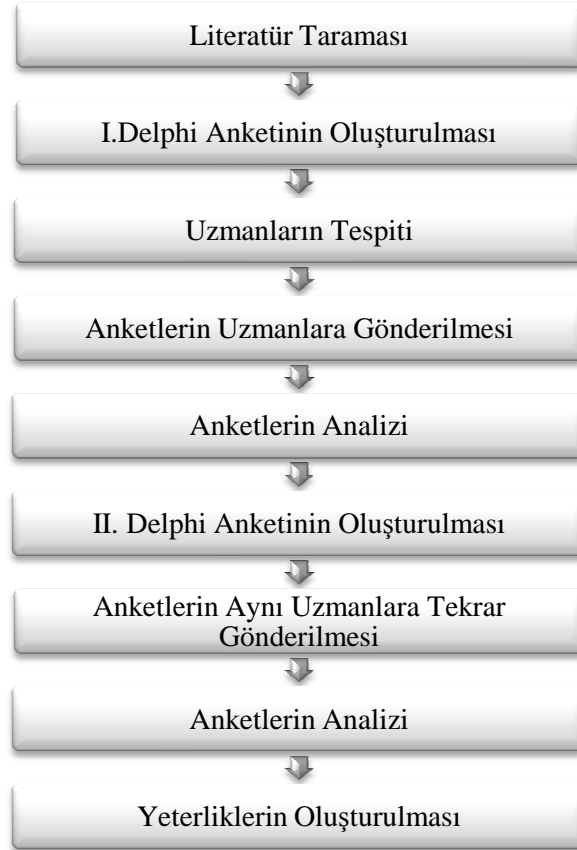 Literatür Taraması
I.Delphi Anketinin Oluşturulması
Uzmanların Tespiti
Anketlerin Uzmanlara Gönderilmesi
Anketlerin Analizi
II. Delphi Anketinin Oluşturulması
Anketlerin Aynı Uzmanlara Tekrar
Gönderilmesi
Anketlerin Analizi
Yeterliklerin Oluşturulması